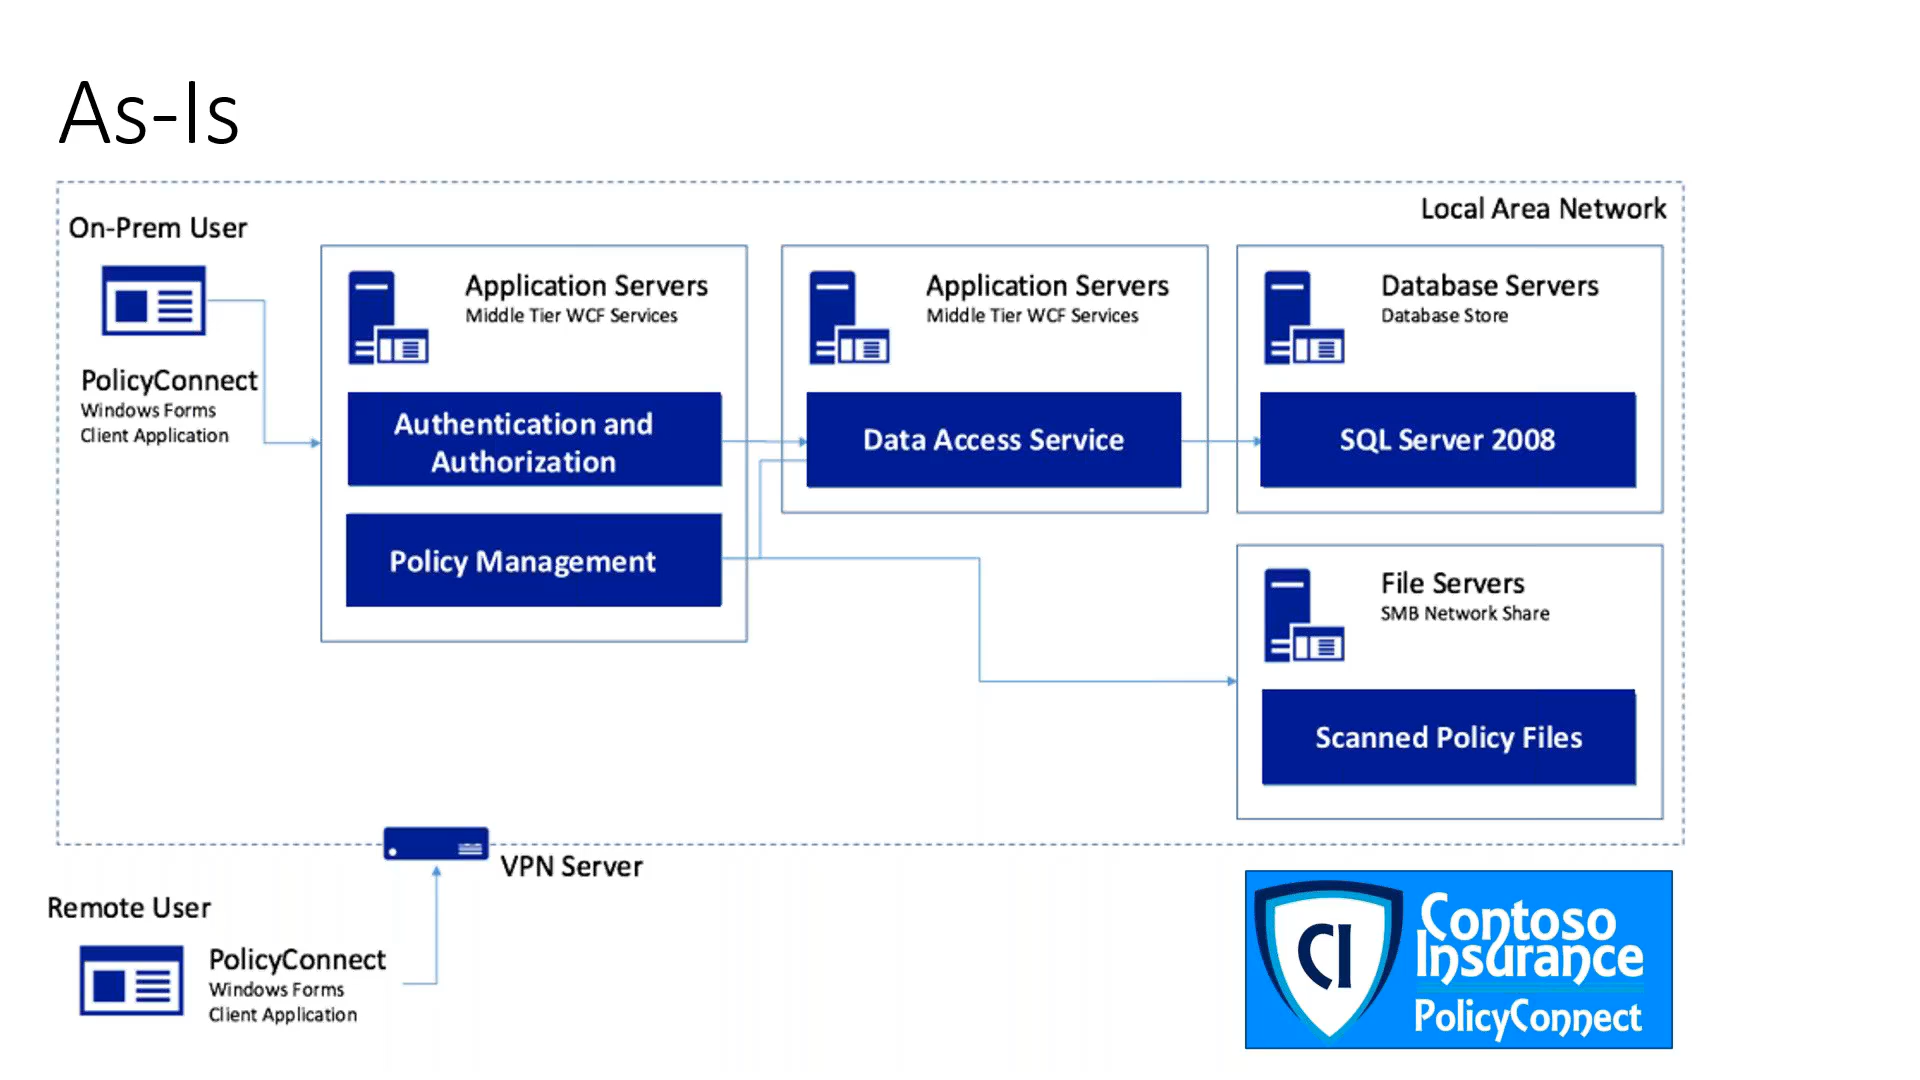 As-Is
Local Area Network
On-Prem User
PolicyConnect
Windows Forms
Client Application
Application Servers
Middle Tier WCF Services
Authentication and
Authorization
Policy Management
Application Servers
Middle Tier WCF Services
Data Access Service
Database Servers
Database Store
SQL Server 2008
File Servers
SMB Network Share
Scanned Policy Files
VPN Server
Remote User
PolicyConnect
Windows Forms
Client Application
CI
Contoso
Insurance
PolicyConnect